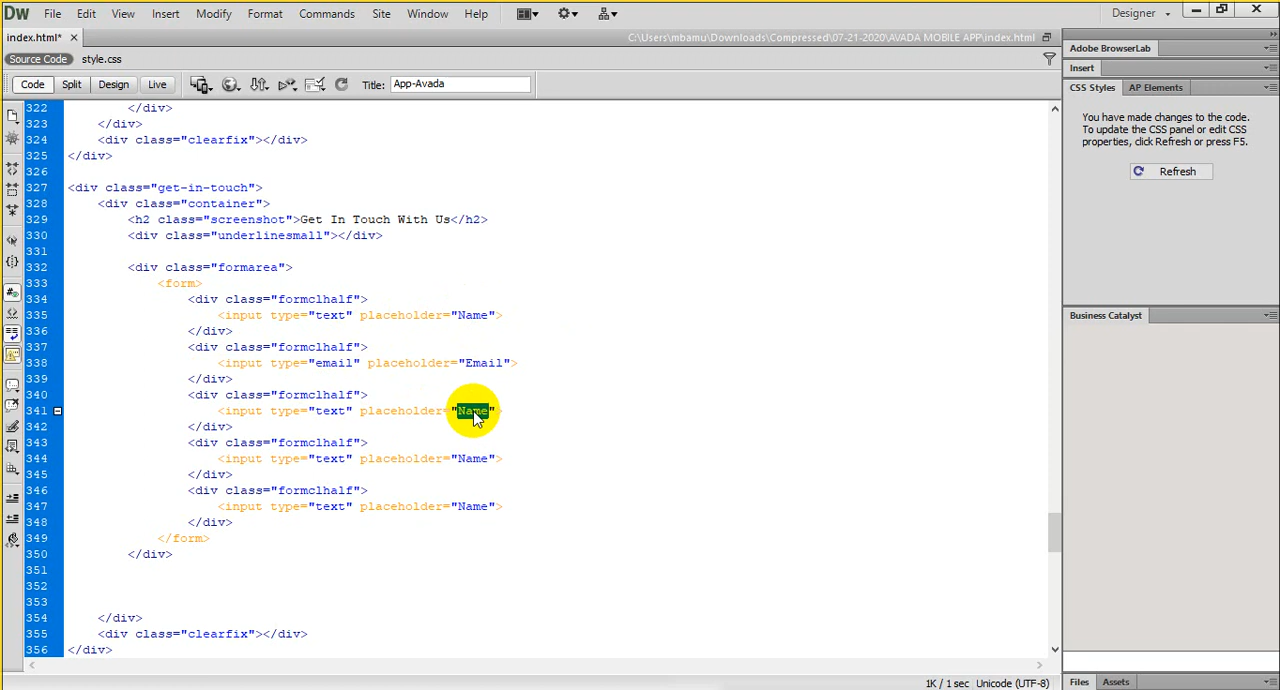 Dw File Edit View Insert Modify Format Commands Site Window Help Designer
index.html* C:\Users\mbamu\Downloads\Compressed\07-21-2020\AVADA MOBILE APP\index.html
Source Code style.css
Code Split Design Live Title: App-Avada
Adobe BrowserLab
Insert
CSS Styles AP Elements
You have made changes to the code.
To update the CSS panel or edit CSS
properties, click Refresh or press F5.
Refresh
Business Catalyst
322 </div>
323 </div>
324 <div class="clearfix"></div>
325 </div>
326
327 <div class="get-in-touch">
328 <div class="container">
329 <h2 class="screenshot">Get In Touch With Us</h2>
330 <div class="underlinesmall"></div>
331
332 <div class="formarea">
333 <form>
334 <div class="formclhalf">
335 <input type="text" placeholder="Name">
336 </div>
337 <div class="formclhalf">
338 <input type="email" placeholder="Email">
339 </div>
340 <div class="formclhalf">
341 <input type="text" placeholder="Name">
342 </div>
343 <div class="formclhalf">
344 <input type="text" placeholder="Name">
345 </div>
346 <div class="formclhalf">
347 <input type="text" placeholder="Name">
348 </div>
349 </form>
350 </div>
351
352
353
354 </div>
355 <div class="clearfix"></div>
356 </div>
1K / 1 sec Unicode (UTF-8)
Files Assets